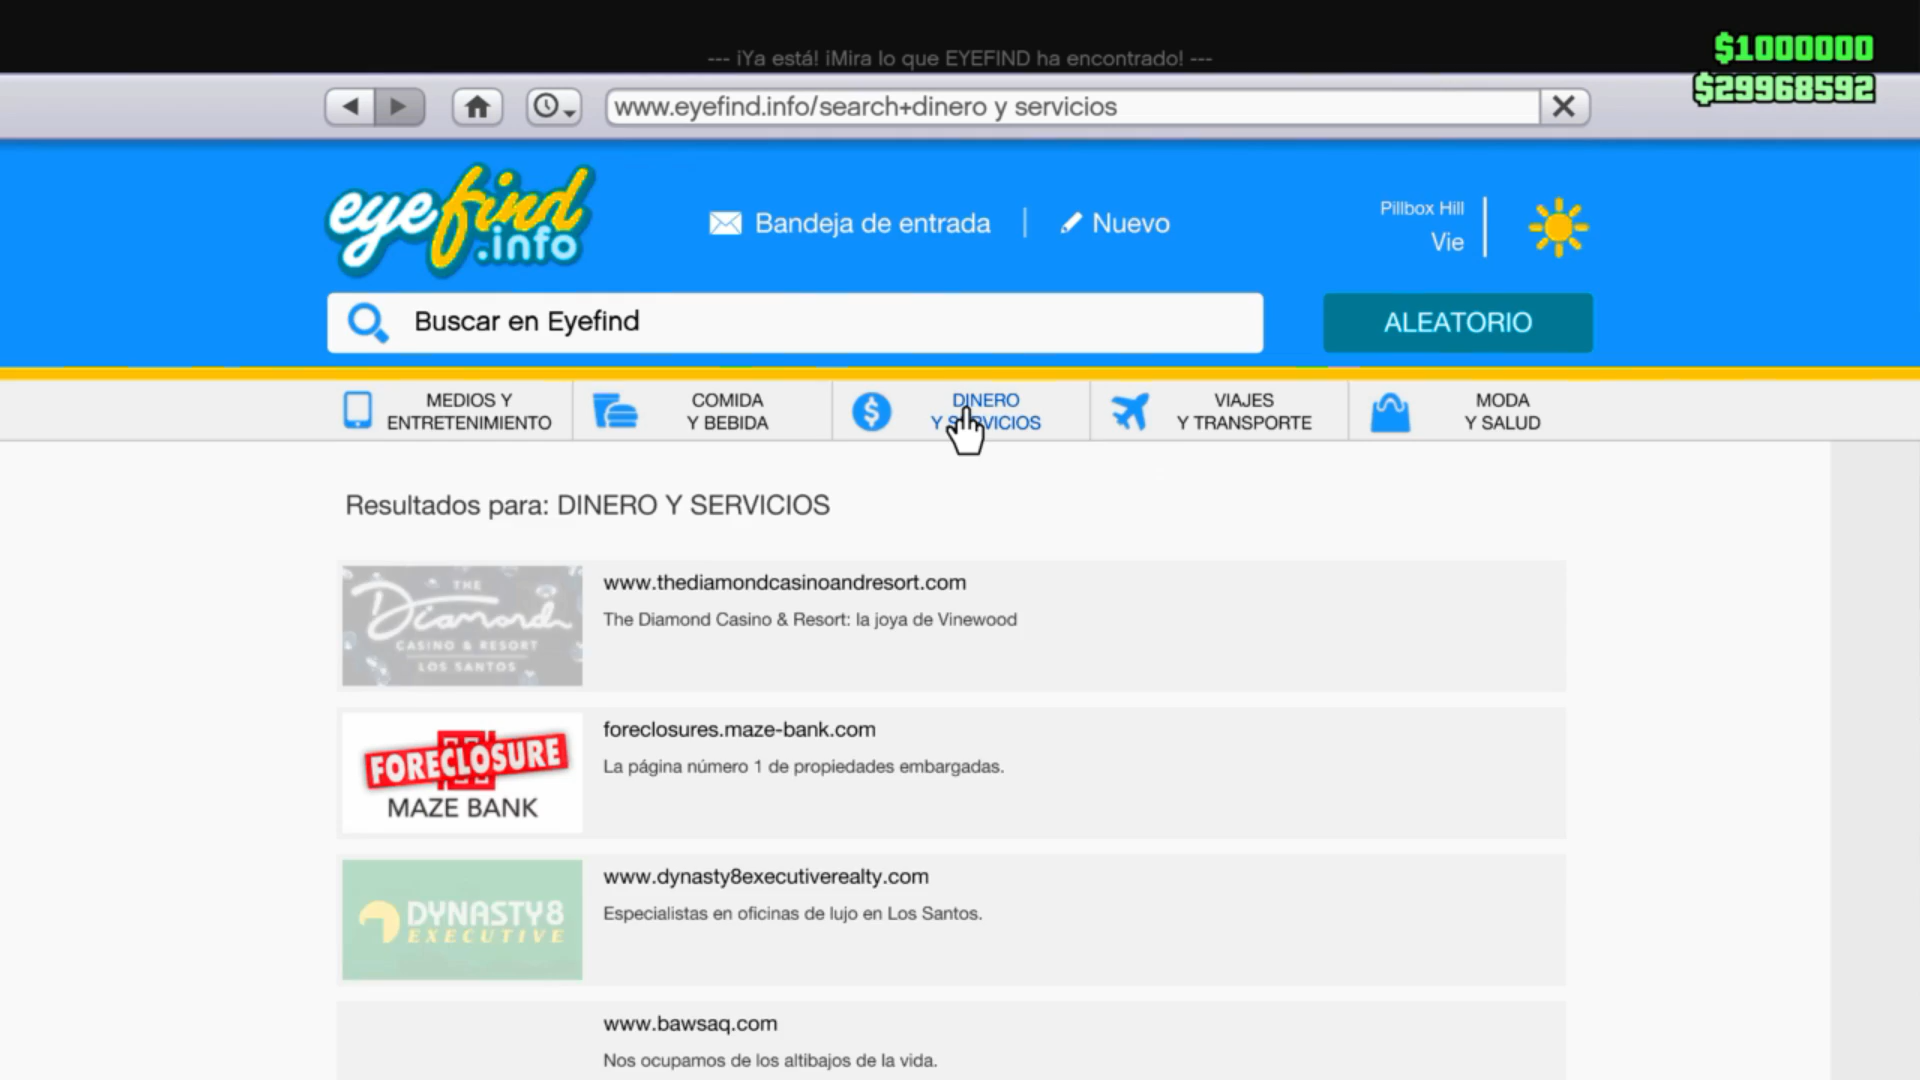 --- ¡Ya está! ¡Mira lo que EYEFIND ha encontrado! ---
$1000000
$29968592
www.eyefind.info/search+dinero y servicios
eyefind.info
Bandeja de entrada
Nuevo
Pillbox Hill
Vie
Buscar en Eyefind
ALEATORIO
MEDIOS Y
ENTRETENIMIENTO
COMIDA
Y BEBIDA
DINERO
Y SERVICIOS
VIAJES
Y TRANSPORTE
MODA
Y SALUD
Resultados para: DINERO Y SERVICIOS
THE
Diamond
CASINO & RESORT
LOS SANTOS
www.thediamondcasinoandresort.com
The Diamond Casino & Resort: la joya de Vinewood
FORECLOSURE
MAZE BANK
foreclosures.maze-bank.com
La página número 1 de propiedades embargadas.
DYNASTY8
EXECUTIVE
www.dynasty8executiverealty.com
Especialistas en oficinas de lujo en Los Santos.
www.bawsaq.com
Nos ocupamos de los altibajos de la vida.